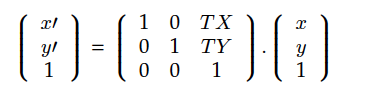 x′ 1 0 TX x
y′ = 0 1 TY . y
1 0 0 1 1